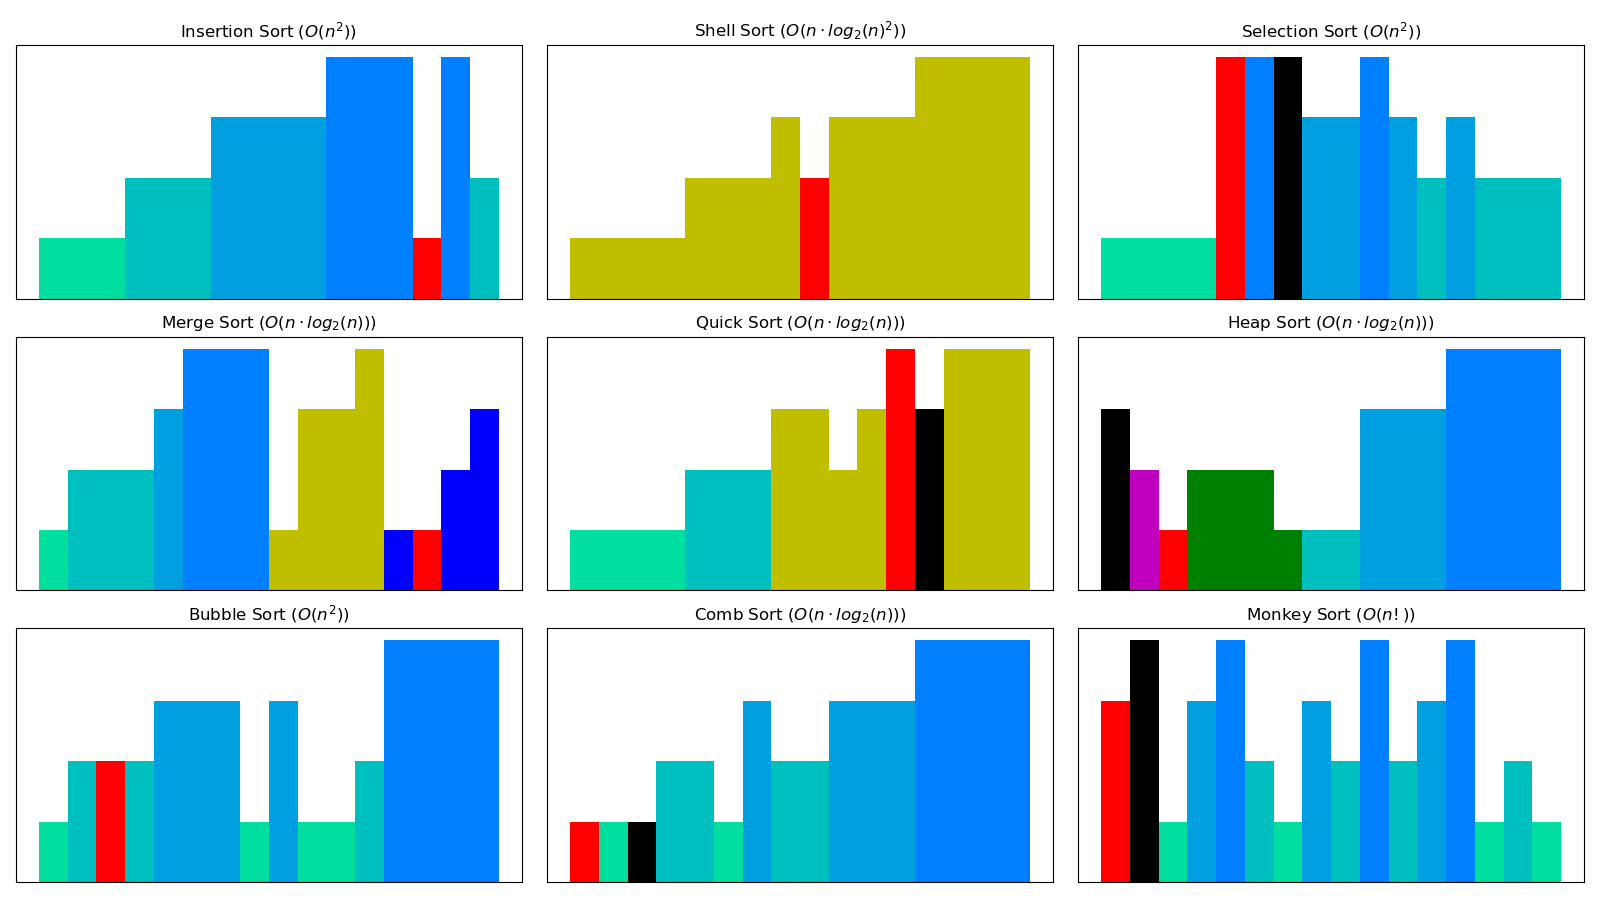 Insertion Sort (O(n²))
Shell Sort (O(n · log₂(n)²))
Selection Sort (O(n²))
Merge Sort (O(n · log₂(n)))
Quick Sort (O(n · log₂(n)))
Heap Sort (O(n · log₂(n)))
Bubble Sort (O(n²))
Comb Sort (O(n · log₂(n)))
Monkey Sort (O(n! ))